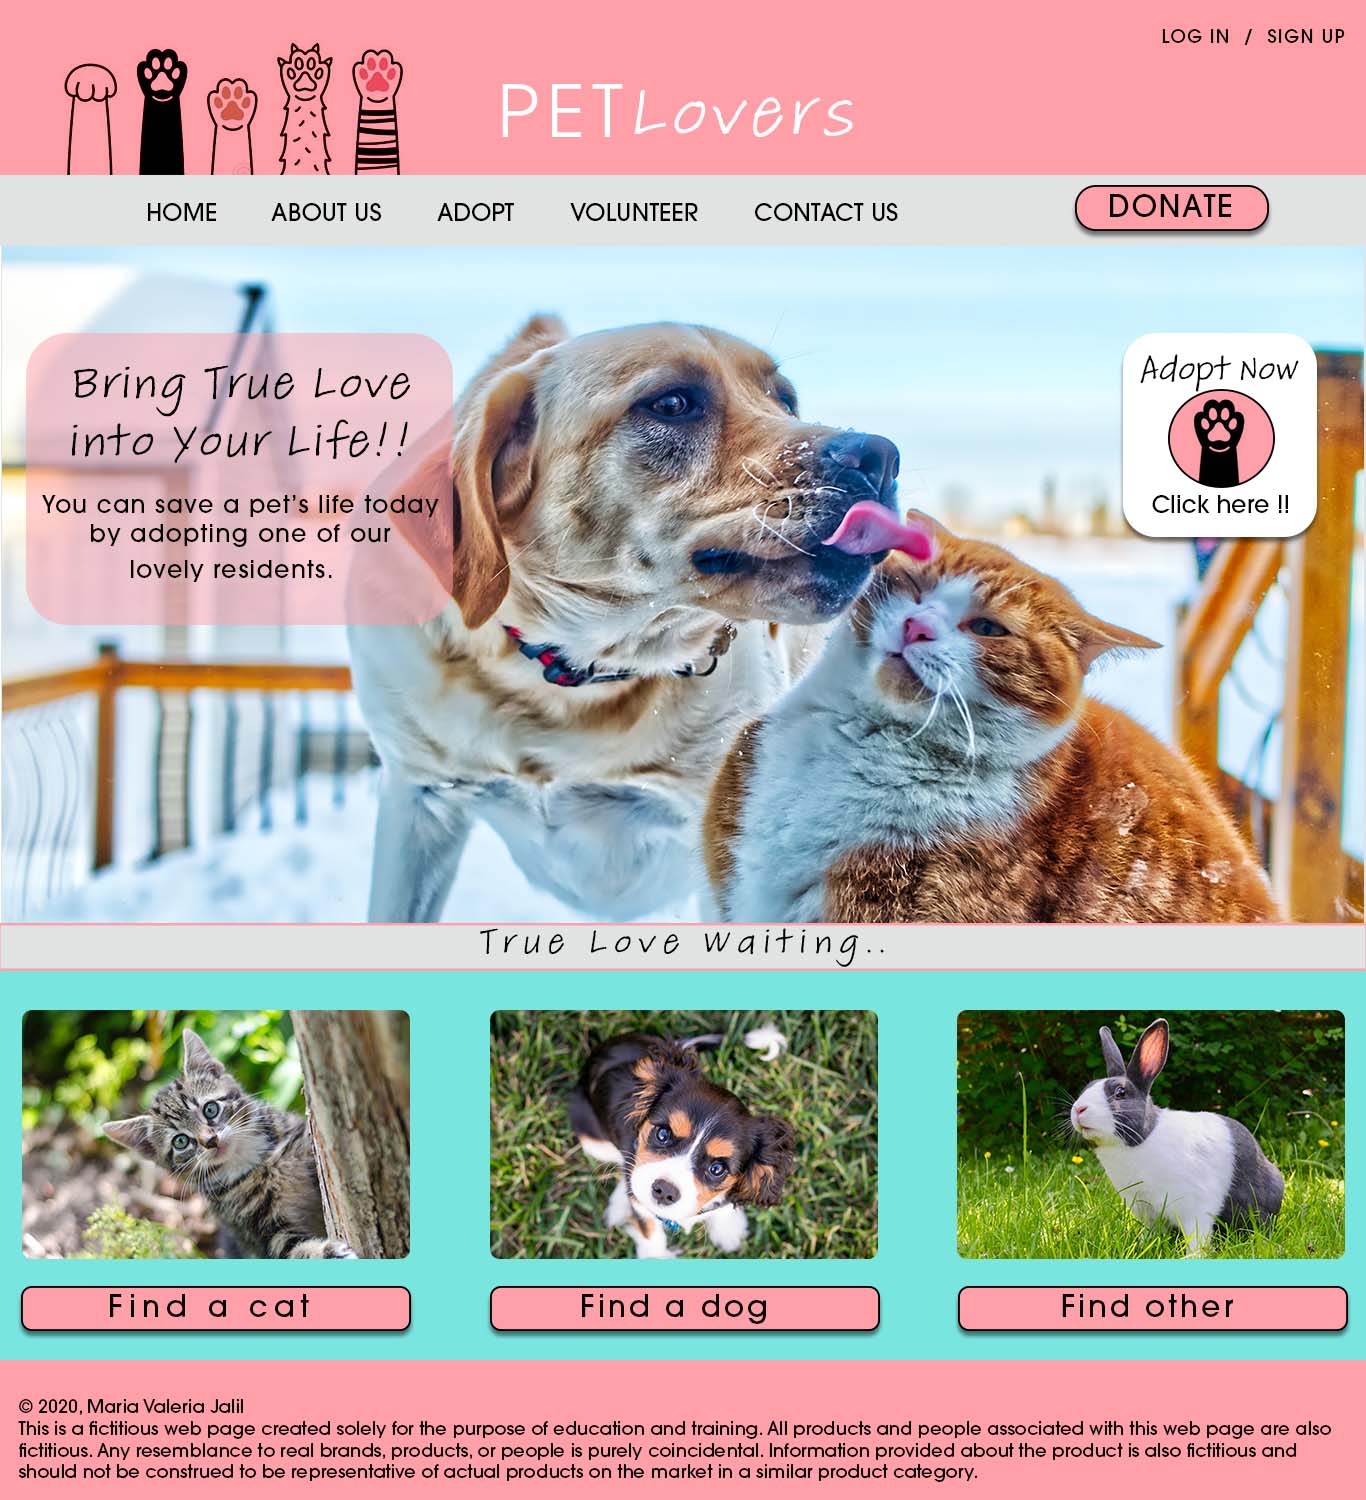 LOG IN / SIGN UP
PET Lovers
HOME ABOUT US ADOPT VOLUNTEER CONTACT US DONATE
Bring True Love
into Your Life!!
You can save a pet's life today
by adopting one of our
lovely residents.
Adopt Now
Click here !!
True Love Waiting..
Find a cat
Find a dog
Find other
© 2020, Maria Valeria Jalil
This is a fictitious web page created solely for the purpose of education and training. All products and people associated with this web page are also
fictitious. Any resemblance to real brands, products, or people is purely coincidental. Information provided about the product is also fictitious and
should not be construed to be representative of actual products on the market in a similar product category.